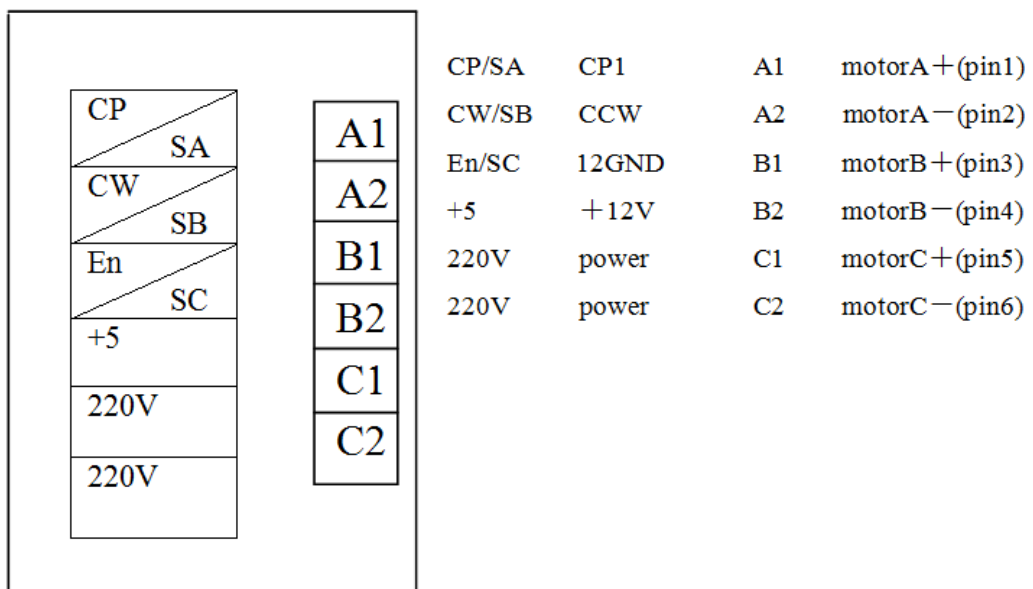 CP
SA
CW
SB
En
SC
+5
220V
220V
A1
A2
B1
B2
C1
C2
CP/SA CP1 A1 motorA＋(pin1)
CW/SB CCW A2 motorA－(pin2)
En/SC 12GND B1 motorB＋(pin3)
+5 ＋12V B2 motorB－(pin4)
220V power C1 motorC＋(pin5)
220V power C2 motorC－(pin6)